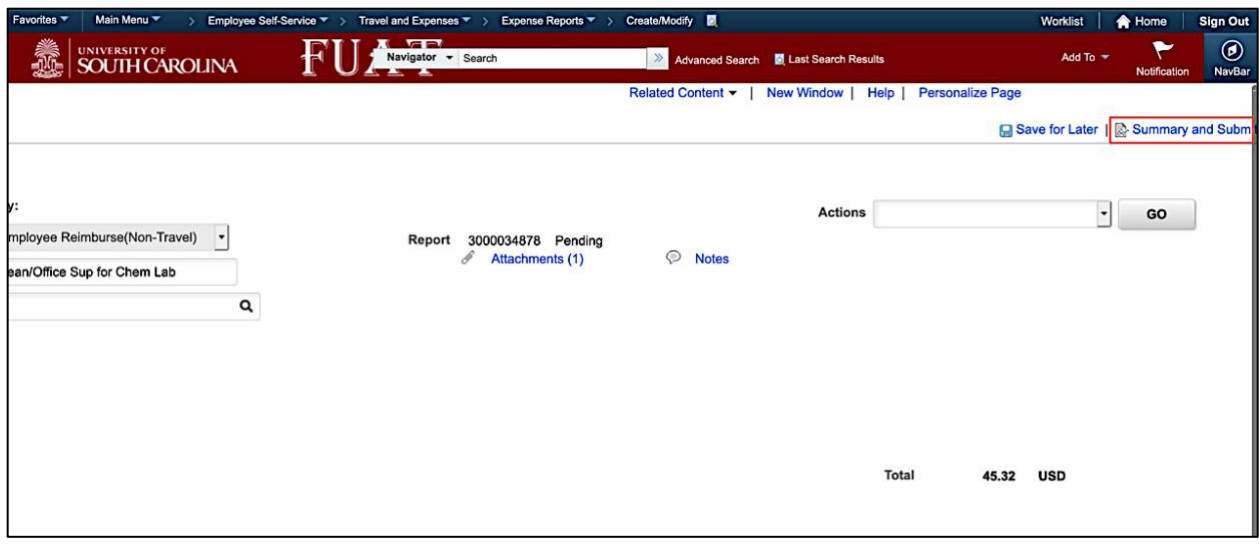 Favorites Main Menu > Employee Self-Service > Travel and Expenses > Expense Reports > Create/Modify Worklist Home Sign Out
UNIVERSITY OF
SOUTH CAROLINA
FUAT
Navigator Search » Advanced Search Last Search Results Add To Notification NavBar
Related Content | New Window | Help | Personalize Page
Save for Later | Summary and Subm
y:
Actions GO
mployee Reimburse(Non-Travel) Report 3000034878 Pending
Attachments (1) Notes
ean/Office Sup for Chem Lab
Total 45.32 USD